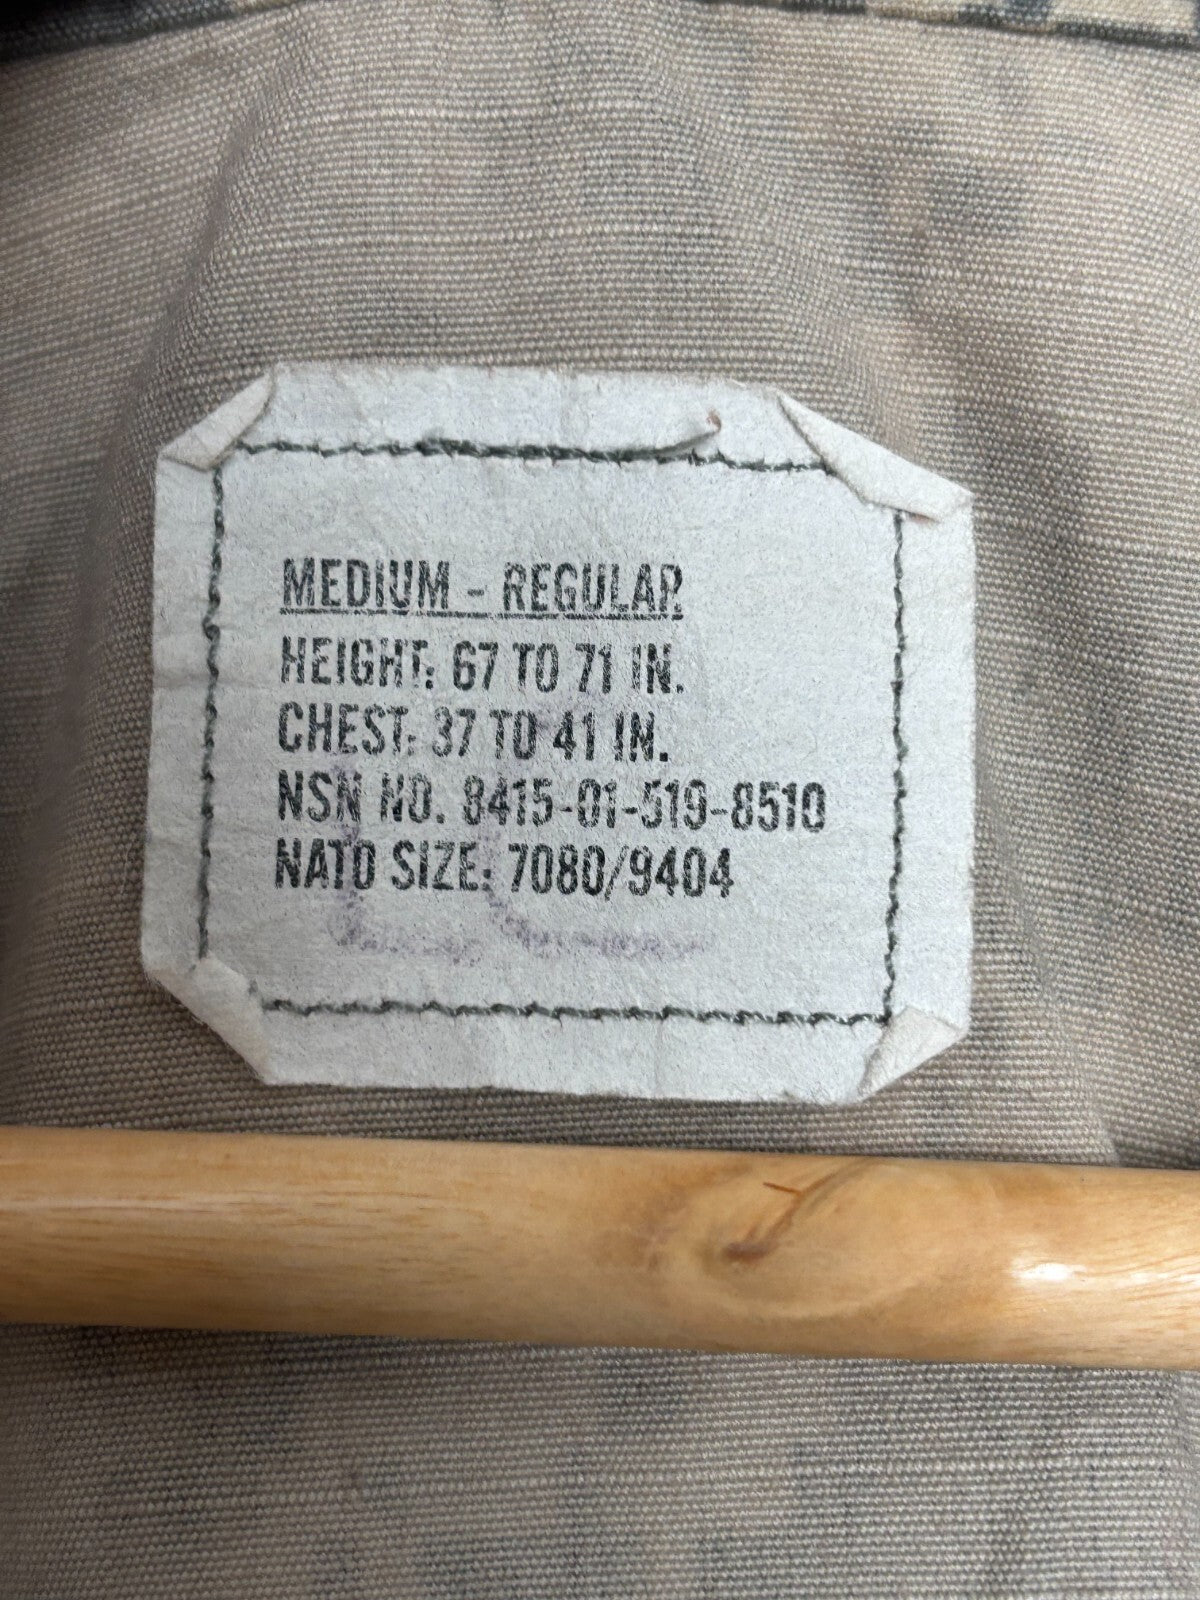 MEDIUM - REGULAR
HEIGHT: 67 TO 71 IN.
CHEST: 37 TO 41 IN.
NSN NO. 8415-01-519-8510
NATO SIZE: 7080/9404